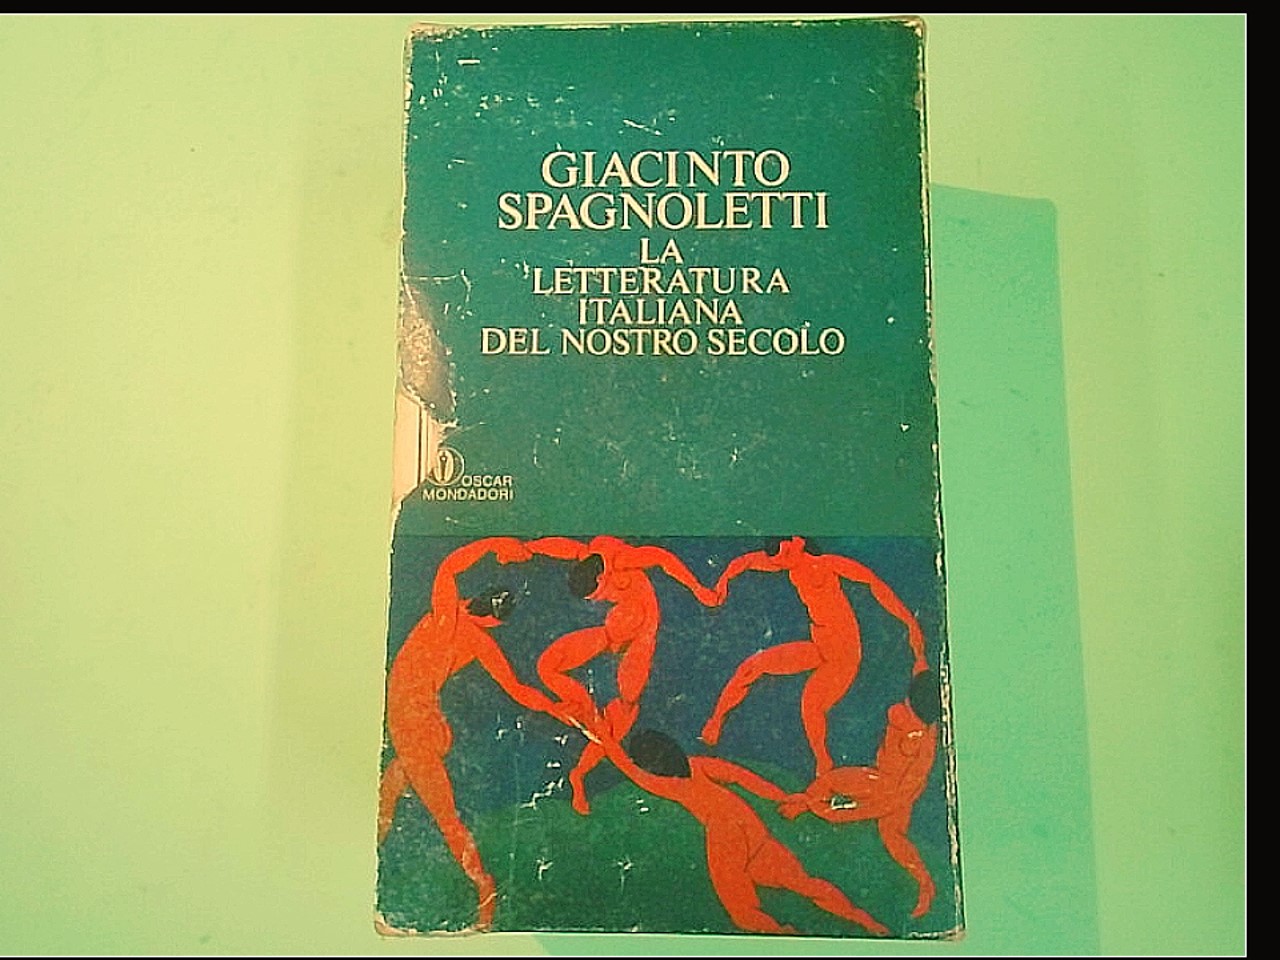 GIACINTO
SPAGNOLETTI
LA
LETTERATURA
ITALIANA
DEL NOSTRO SECOLO
OSCAR
MONDADORI